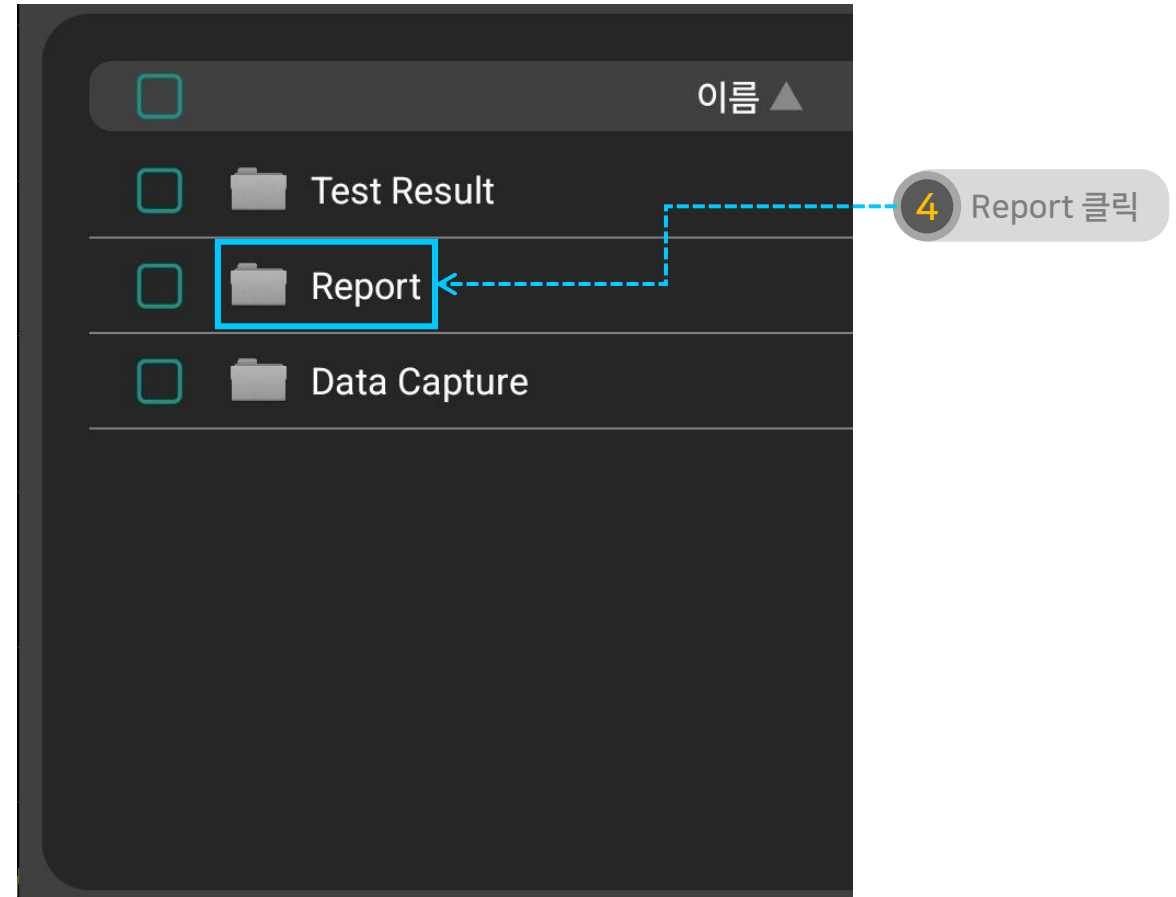 이름 ▲
Test Result
4 Report 클릭
Report
Data Capture